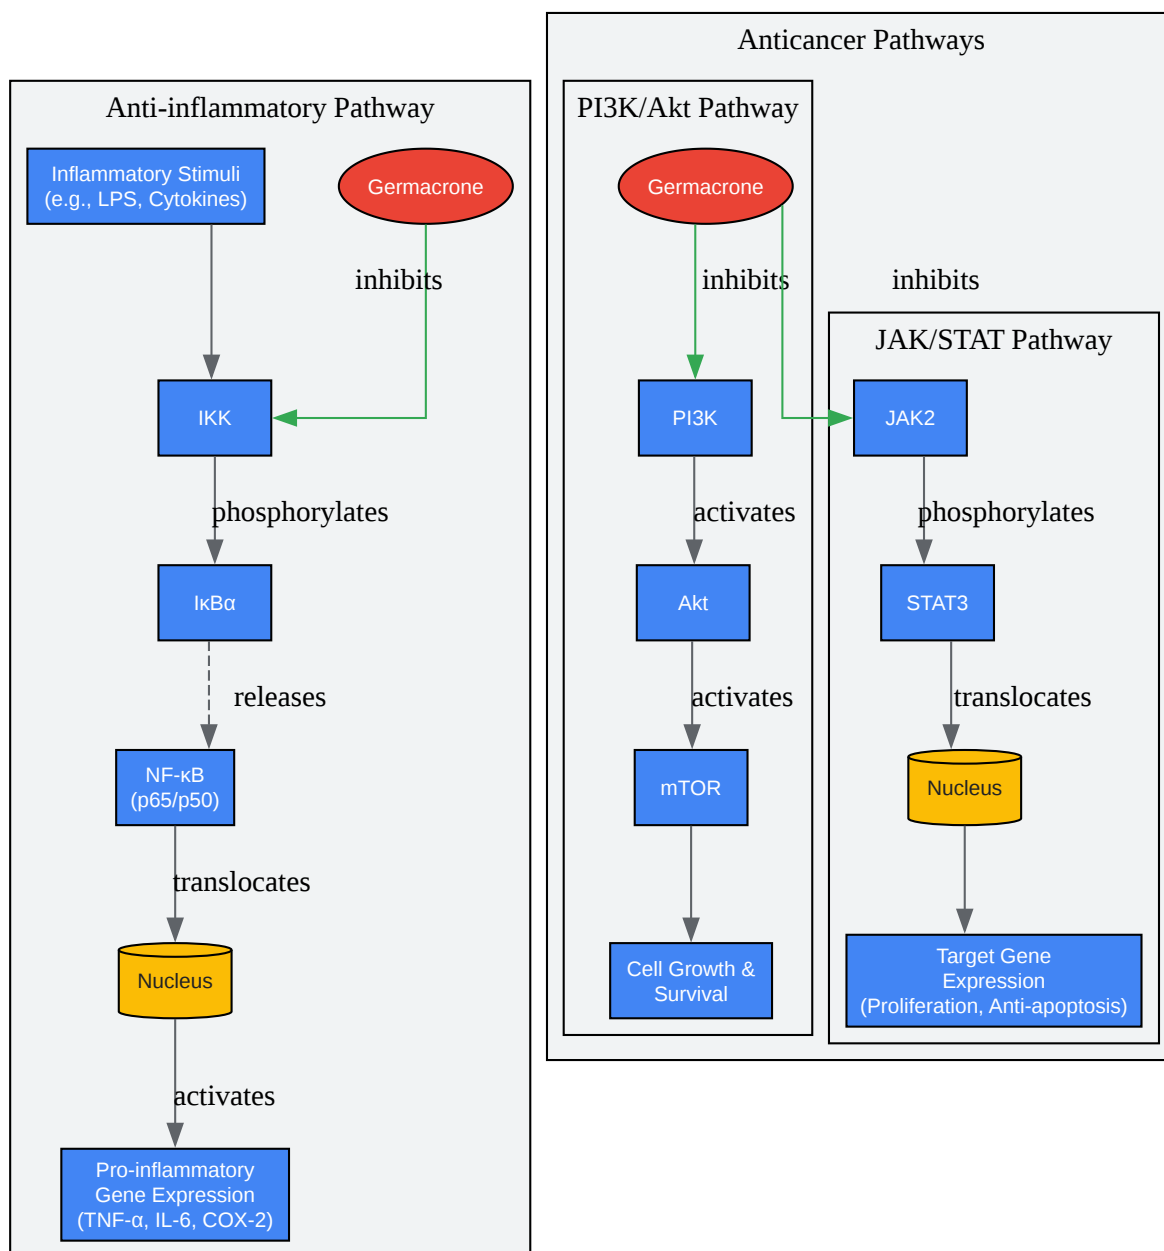 Anti-inflammatory Pathway
Inflammatory Stimuli
(e.g., LPS, Cytokines)
Germacrone
inhibits
IKK
phosphorylates
IκBα
releases
NF-κB
(p65/p50)
translocates
Nucleus
activates
Pro-inflammatory
Gene Expression
(TNF-α, IL-6, COX-2)
Anticancer Pathways
PI3K/Akt Pathway
Germacrone
inhibits
PI3K
activates
Akt
activates
mTOR
Cell Growth &
Survival
inhibits
JAK/STAT Pathway
JAK2
phosphorylates
STAT3
translocates
Nucleus
Target Gene
Expression
(Proliferation, Anti-apoptosis)